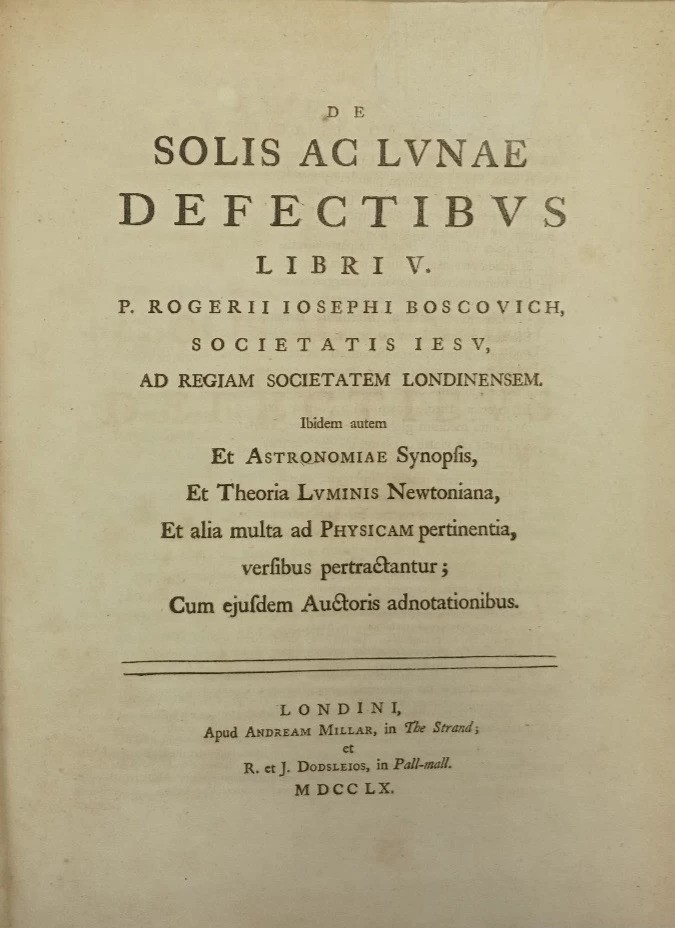 DE
SOLIS AC LVNAE
DEFECTIBVS
LIBRI V.
P. ROGERII IOSEPHI BOSCOVICH,
SOCIETATIS IESV,
AD REGIAM SOCIETATEM LONDINENSEM.
Ibidem autem
Et ASTRONOMIAE Synopſis,
Et Theoria LVMINIS Newtoniana,
Et alia multa ad PHYSICAM pertinentia,
verſibus pertractantur;
Cum ejuſdem Auctoris adnotationibus.
LONDINI,
Apud ANDREAM MILLAR, in The Strand;
et
R. et J. DODSLEIOS, in Pall-mall.
MDCCLX.